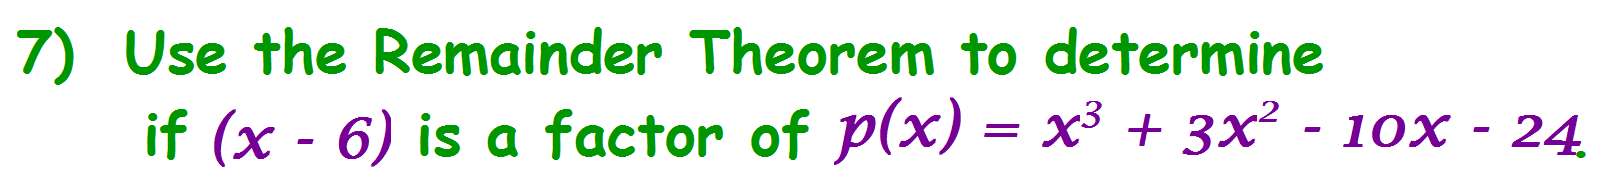 7) Use the Remainder Theorem to determine
if (x - 6) is a factor of p(x) = x³ + 3x² - 10x - 24.